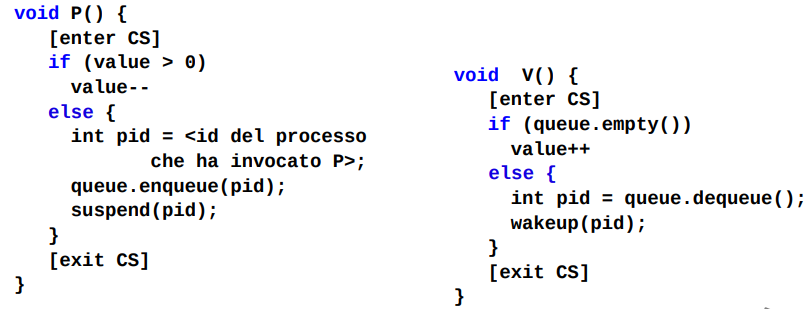 void P() {
[enter CS]
if (value > 0)
value--
else {
int pid = <id del processo
che ha invocato P>;
queue.enqueue(pid);
suspend(pid);
}
[exit CS]
}
void V() {
[enter CS]
if (queue.empty())
value++
else {
int pid = queue.dequeue();
wakeup(pid);
}
[exit CS]
}